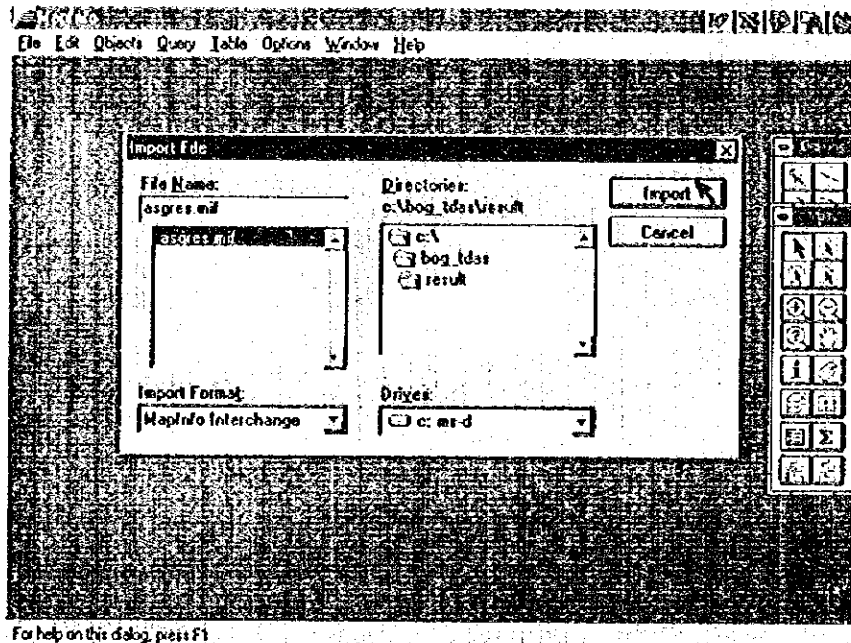 File Edit Objects Query Table Options Window Help
Import File
File Name:
asgres.mif
asgres.mif
Directories:
c:\bog_tdas\result
c:\
bog_tdas
result
Import
Cancel
Import Format:
MapInfo Interchange
Drives:
c: ms-d
For help on this dialog, press F1